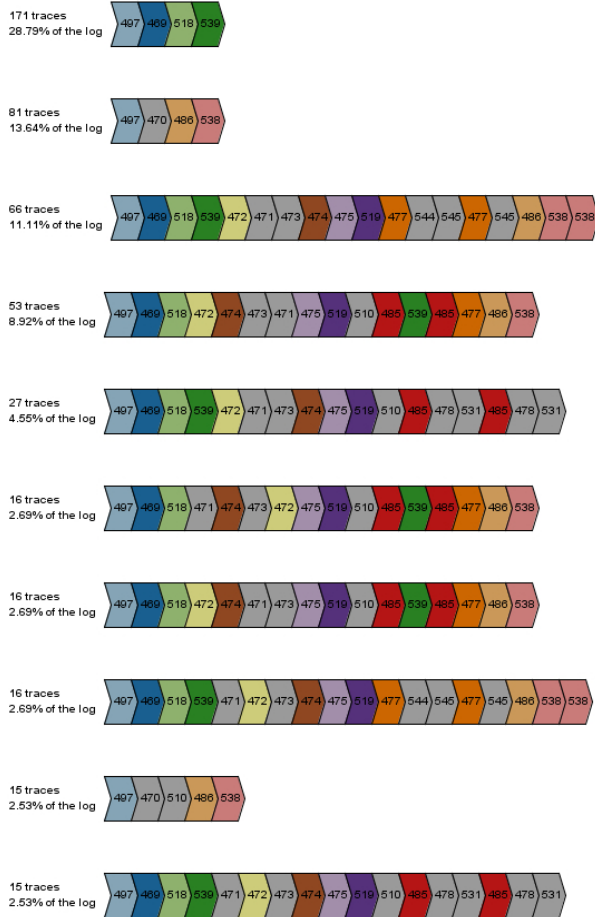 171 traces
28.79% of the log
497 469 518 539
81 traces
13.64% of the log
497 470 486 538
66 traces
11.11% of the log
497 469 518 539 472 471 473 474 475 519 477 544 545 477 545 486 538 538
53 traces
8.92% of the log
497 469 518 472 474 473 471 475 519 510 485 539 485 477 486 538
27 traces
4.55% of the log
497 469 518 539 472 471 473 474 475 519 510 485 478 531 485 478 531
16 traces
2.69% of the log
497 469 518 471 474 473 472 475 519 510 485 539 485 477 486 538
16 traces
2.69% of the log
497 469 518 472 474 471 473 475 519 510 485 539 485 477 486 538
16 traces
2.69% of the log
497 469 518 539 471 472 473 474 475 519 477 544 545 477 545 486 538 538
15 traces
2.53% of the log
497 470 510 486 538
15 traces
2.53% of the log
497 469 518 539 471 472 473 474 475 519 510 485 478 531 485 478 531